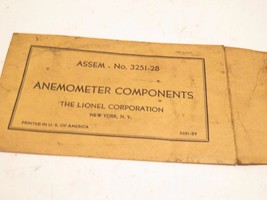 ASSEM - No. 3251-28
ANEMOMETER COMPONENTS
THE LIONEL CORPORATION
NEW YORK, N. Y.
PRINTED IN U. S. OF AMERICA